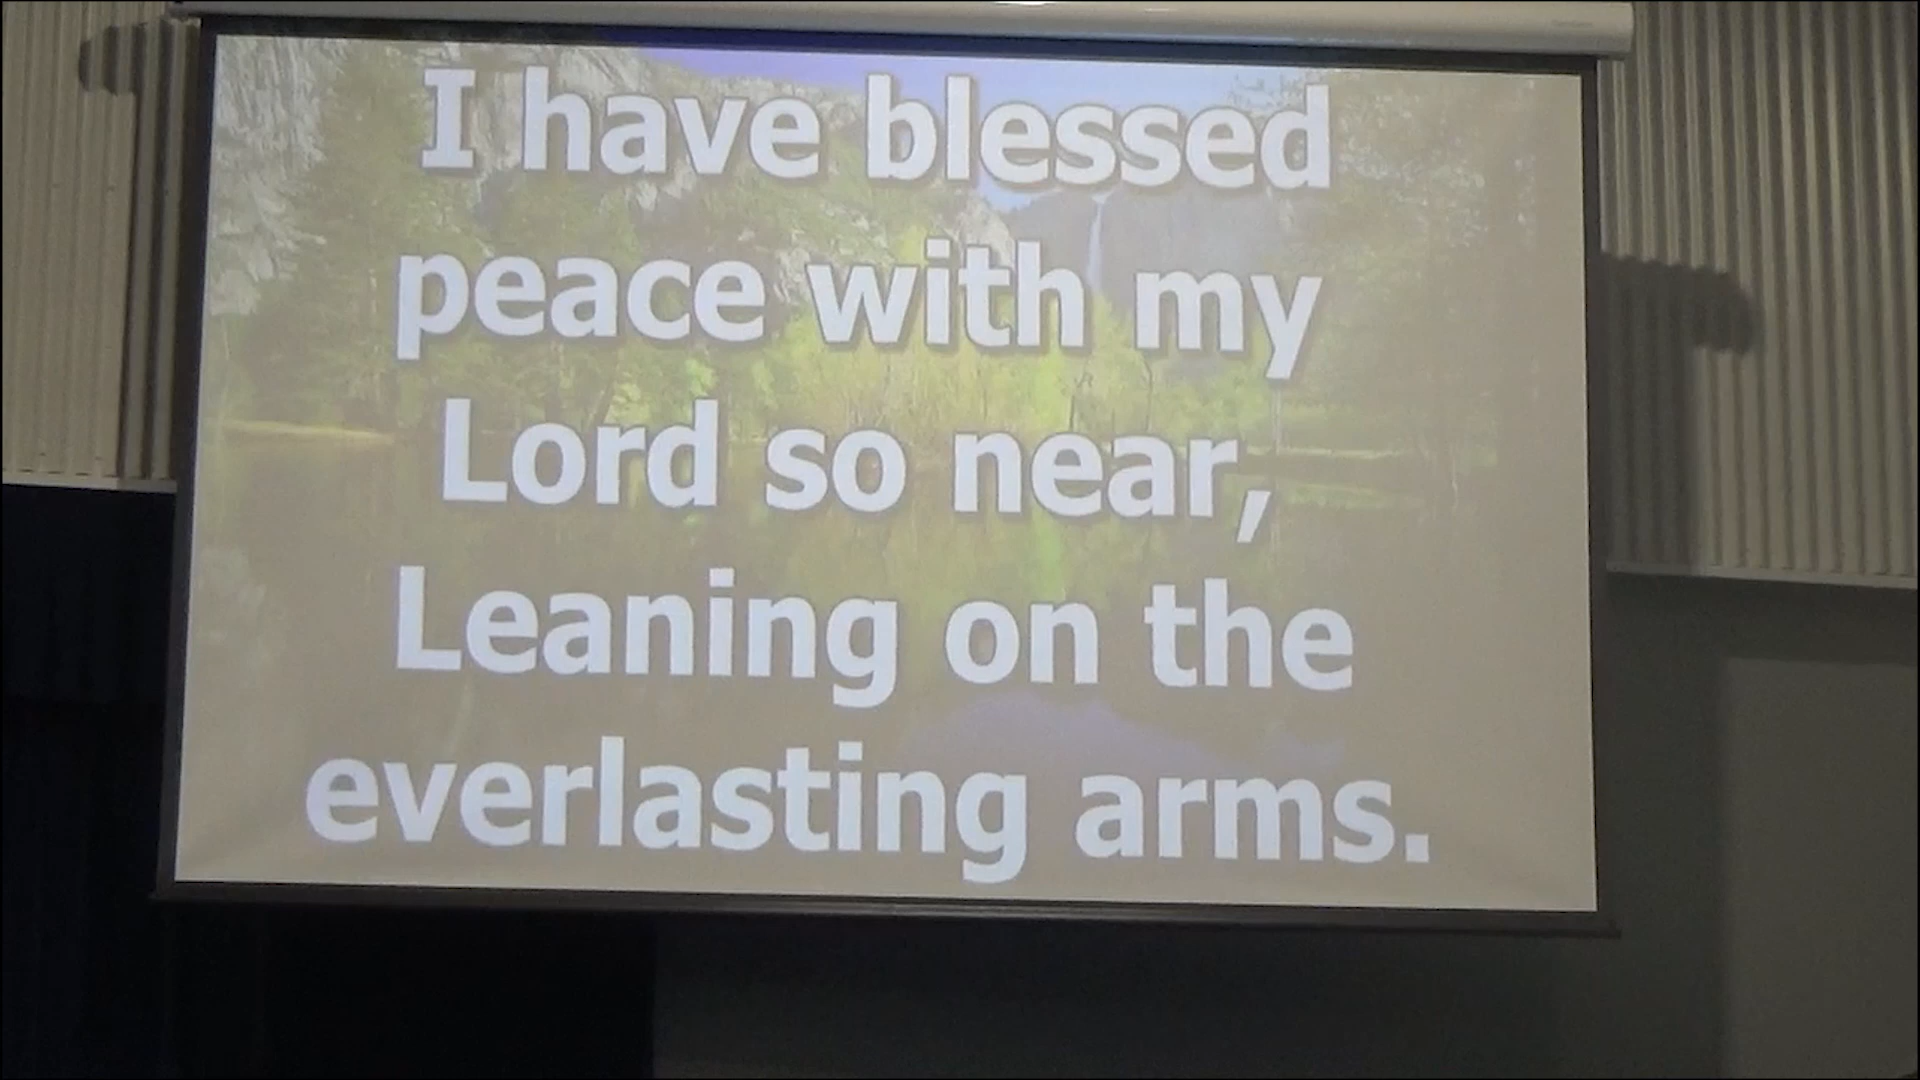 I have blessed
peace with my
Lord so near,
Leaning on the
everlasting arms.